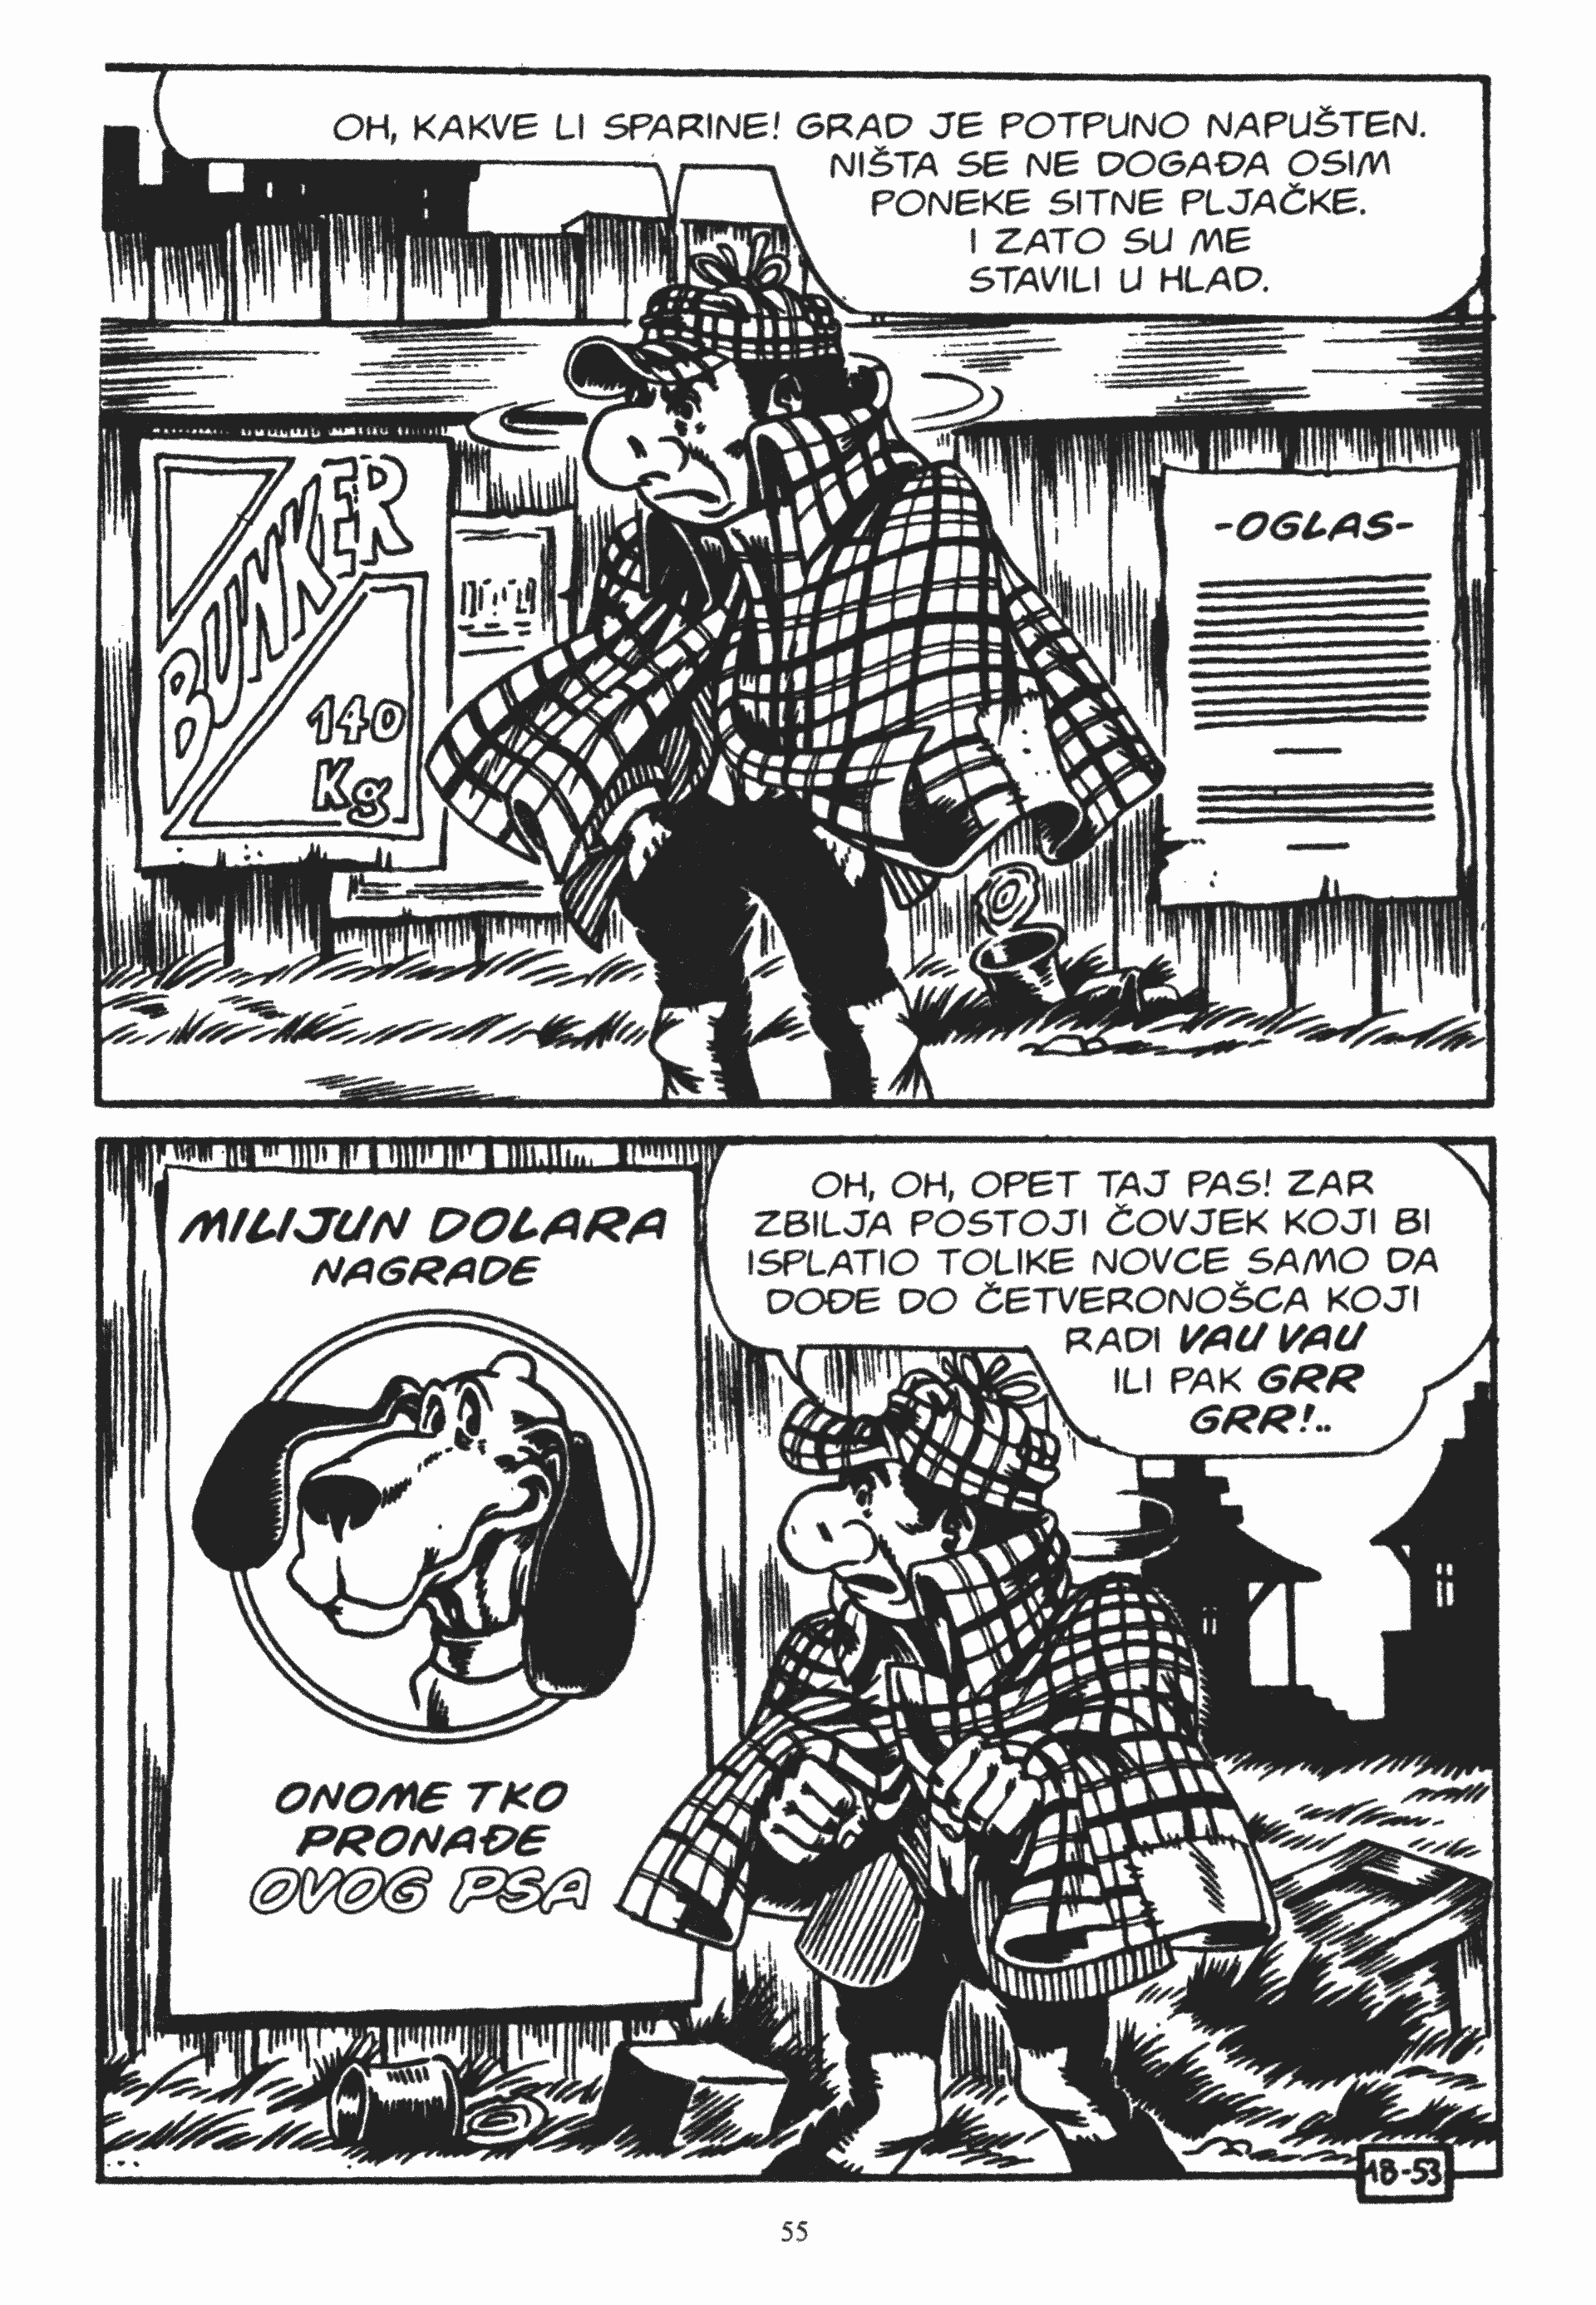 OH, KAKVE LI SPARINE! GRAD JE POTPUNO NAPUŠTEN.
NIŠTA SE NE DOGAĐA OSIM
PONEKE SITNE PLJAČKE.
I ZATO SU ME
STAVILI U HLAD.
BUNKER
140
Kg
-OGLAS-
MILIJUN DOLARA
NAGRADE
ONOME TKO
PRONAĐE
OVOG PSA
OH, OH, OPET TAJ PAS! ZAR
ZBILJA POSTOJI ČOVJEK KOJI BI
ISPLATIO TOLIKE NOVCE SAMO DA
DOĐE DO ČETVERONOŠCA KOJI
RADI VAU VAU
ILI PAK GRR
GRR!..
18-53
55